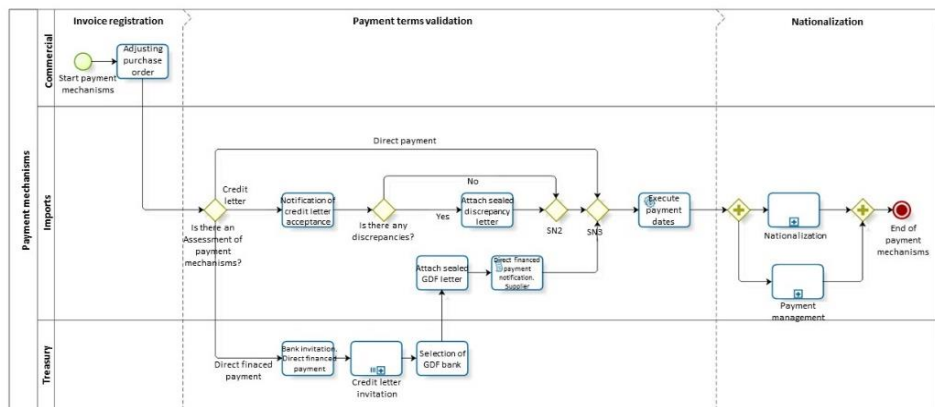 Invoice registration
Payment terms validation
Nationalization
Payment mechanisms
Commercial
Adjusting
purchase
order
Start payment
mechanisms
Imports
Direct payment
Credit
letter
Is there an
Assessment of
payment
mechanisms?
Notification of
credit letter
acceptance
No
Is there any
discrepancies?
Yes
Attach sealed
discrepancy
letter
SN2
SN3
Execute
payment
dates
Nationalization
End of
payment
mechanisms
Attach sealed
GDF letter
Direct financed
payment
notification,
Supplier
Payment
management
Treasury
Direct finaced
payment
Bank invitation,
Direct financed
payment
Credit letter
invitation
Selection of
GDF bank